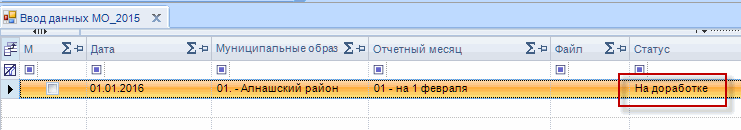 Ввод данных МО_2015
М Дата Муниципальные образ Отчетный месяц Файл Статус
01.01.2016 01. - Алнашский район 01 - на 1 февраля На доработке